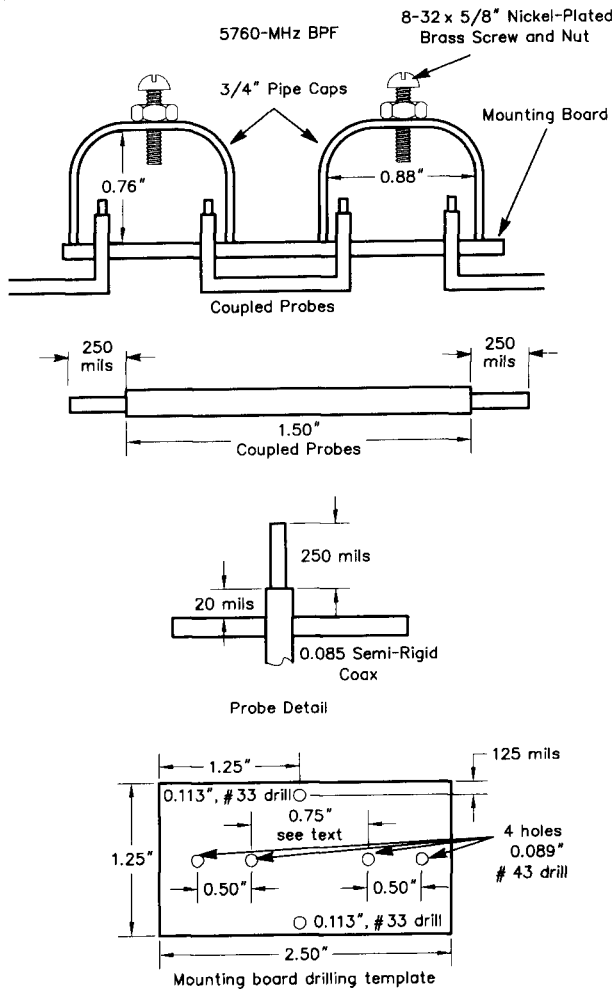 5760-MHz BPF
8-32 x 5/8" Nickel-Plated
Brass Screw and Nut
3/4" Pipe Caps
Mounting Board
0.76"
0.88"
Coupled Probes
250
mils
250
mils
1.50"
Coupled Probes
250 mils
20 mils
0.085 Semi-Rigid
Coax
Probe Detail
1.25"
125 mils
0.113", #33 drill
0.75"
see text
1.25"
4 holes
0.089"
#43 drill
0.50"
0.50"
0.113", #33 drill
2.50"
Mounting board drilling template